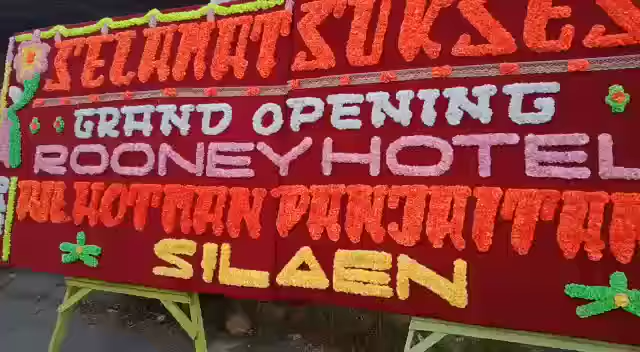 SELAMAT SUKSES
GRAND OPENING
ROONEY HOTEL
HOTMAN PANJAITAN
SILAEN